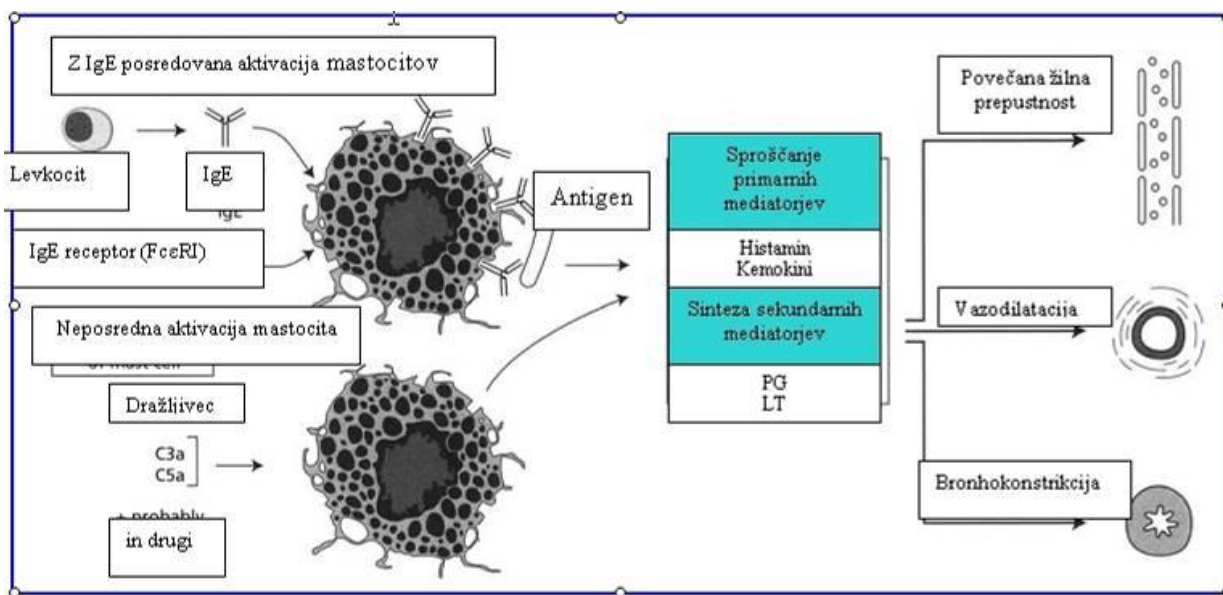 Z IgE posredovana aktivacija mastocitov
Levkocit
IgE
IgE receptor (FcεRI)
Antigen
Neposredna aktivacija mastocita
Dražljivec
C3a
C5a
+ probably
in drugi
Sproščanje
primarnih
mediatorjev
Histamin
Kemokini
Sinteza sekundarnih
mediatorjev
PG
LT
Povečana žilna
prepustnost
Vazodilatacija
Bronhokonstrikcija